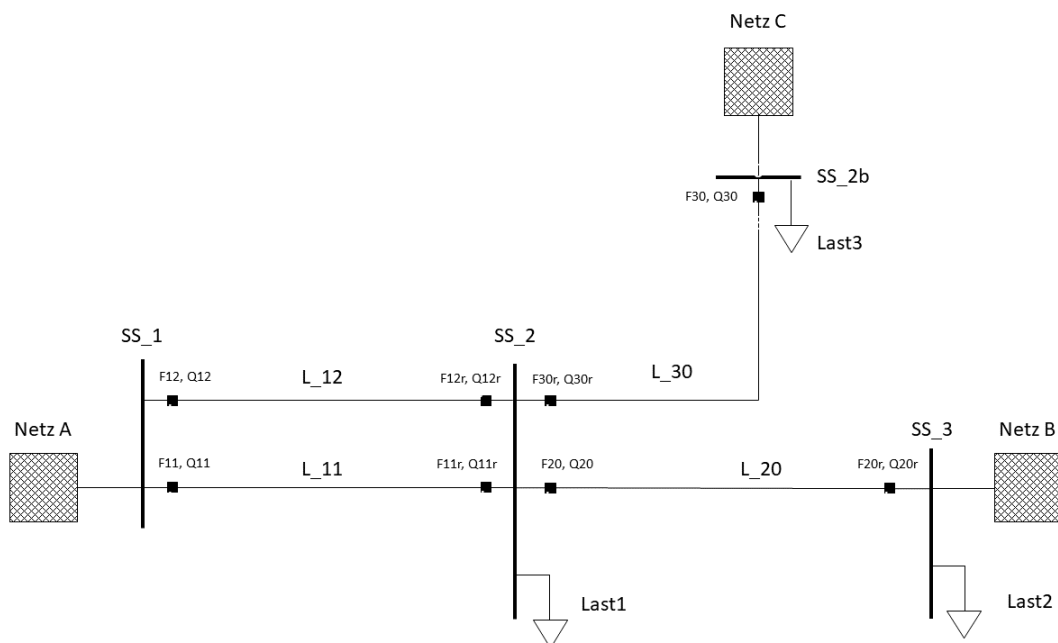 Netz C
SS_2b
F30, Q30
Last3
SS_1
SS_2
F12, Q12
L_12
F12r, Q12r
F30r, Q30r
L_30
Netz A
SS_3
Netz B
F11, Q11
L_11
F11r, Q11r
F20, Q20
L_20
F20r, Q20r
Last1
Last2